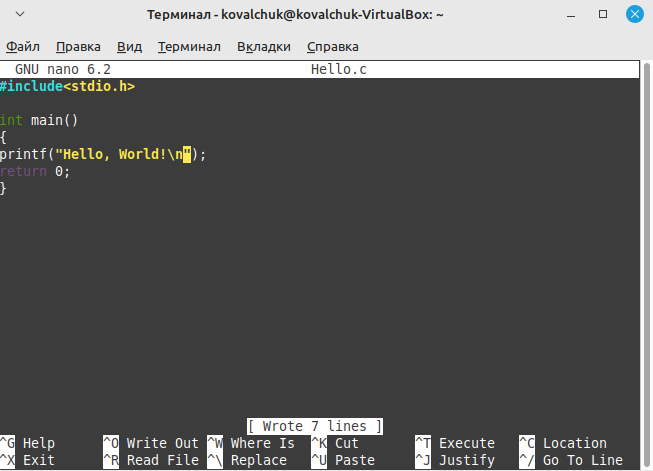 Терминал - kovalchuk@kovalchuk-VirtualBox: ~
Файл Правка Вид Терминал Вкладки Справка
GNU nano 6.2 Hello.c
#include<stdio.h>
int main()
{
printf("Hello, World!\n");
return 0;
}
[ Wrote 7 lines ]
^G Help ^O Write Out ^W Where Is ^K Cut ^T Execute ^C Location
^X Exit ^R Read File ^\ Replace ^U Paste ^J Justify ^/ Go To Line